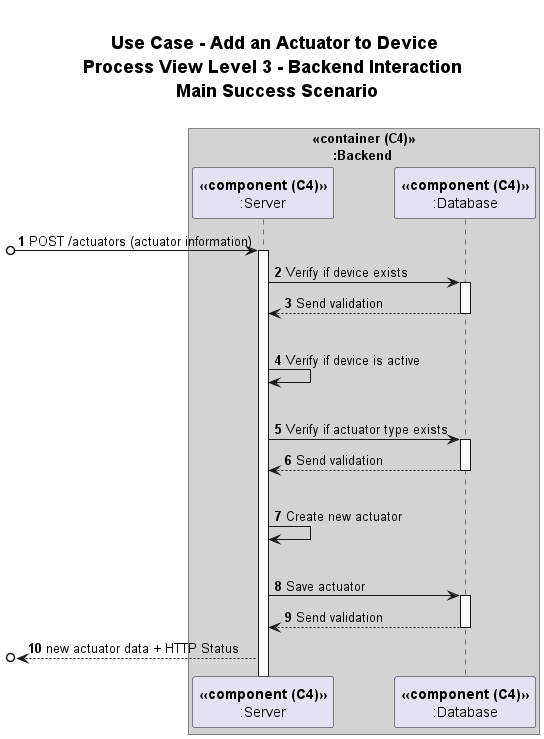 Use Case - Add an Actuator to Device
Process View Level 3 - Backend Interaction
Main Success Scenario
«container (C4)»
:Backend
«component (C4)»
:Server
«component (C4)»
:Database
1 POST /actuators (actuator information)
2 Verify if device exists
3 Send validation
4 Verify if device is active
5 Verify if actuator type exists
6 Send validation
7 Create new actuator
8 Save actuator
9 Send validation
10 new actuator data + HTTP Status
«component (C4)»
:Server
«component (C4)»
:Database